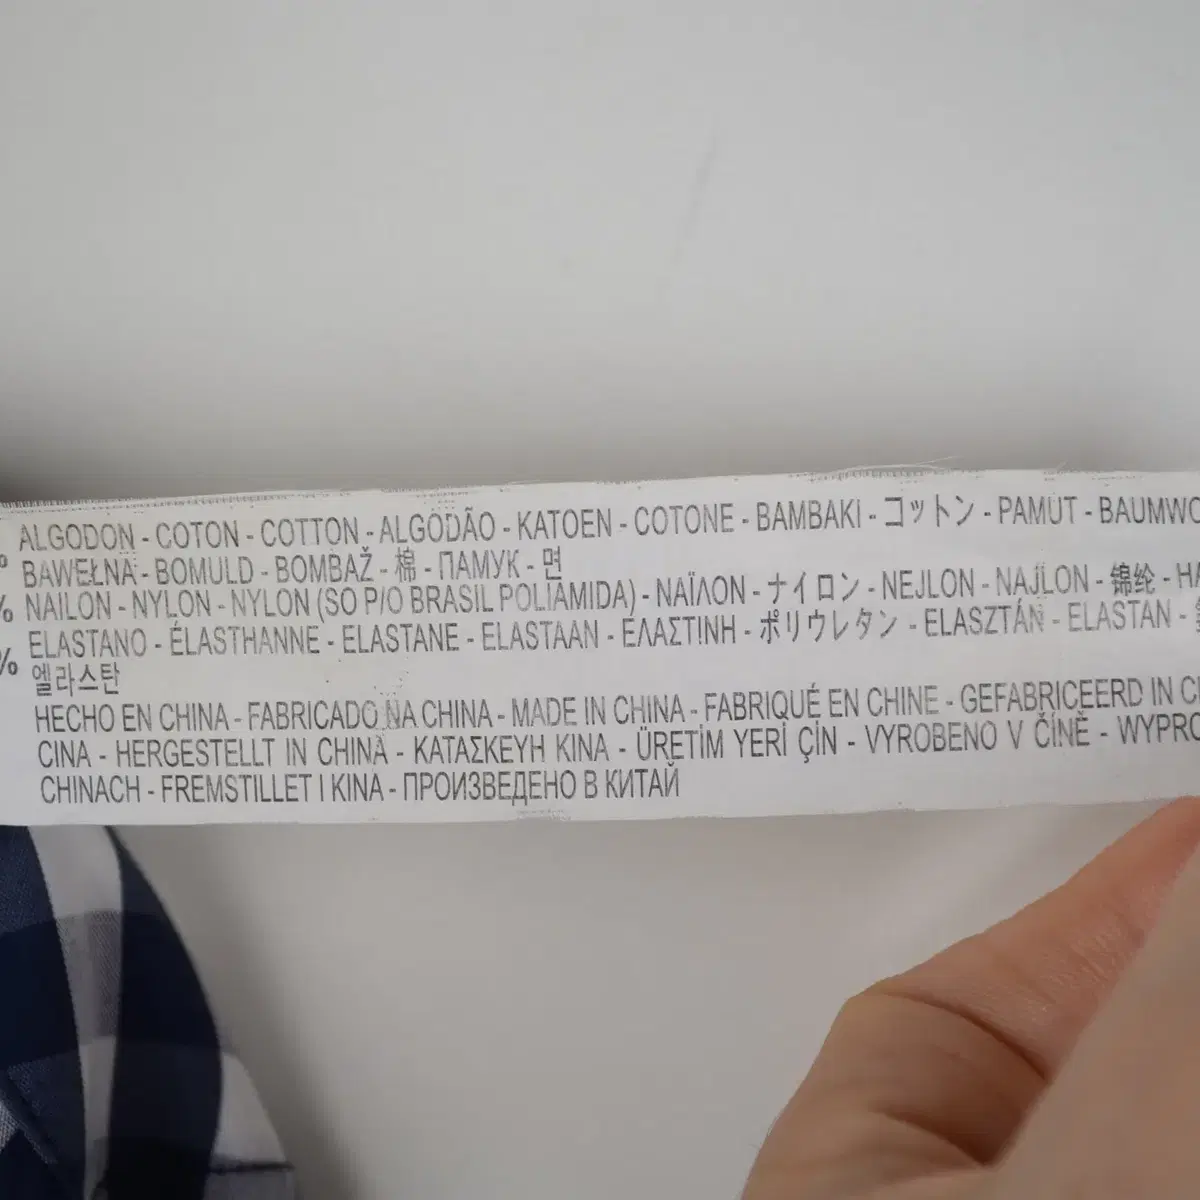 % ALGODON - COTON - COTTON - ALGODÃO - KATOEN - COTONE - BAMBAKI - コットン - PAMUT - BAUMWO
BAWEŁNA - BOMULD - BOMBAŽ - 棉 - ПАМУК - 면
% NAILON - NYLON - NYLON (SO P/O BRASIL POLIAMIDA) - NAÏΛON - ナイロン - NEJLON - NAJLON - 锦纶 - HA
% ELASTANO - ÉLASTHANNE - ELASTANE - ELASTAAN - ΕΛΑΣΤΙΝΗ - ポリウレタン - ELASZTÁN - ELASTAN -
엘라스탄
HECHO EN CHINA - FABRICADO NA CHINA - MADE IN CHINA - FABRIQUÉ EN CHINE - GEFABRICEERD IN C
CINA - HERGESTELLT IN CHINA - ΚΑΤΑΣΚΕΥΗ ΚΙΝΑ - ÜRETİM YERİ ÇİN - VYROBENO V ČÍNĚ - WYPRO
CHINACH - FREMSTILLET I KINA - ПРОИЗВЕДЕНО В КИТАЙ